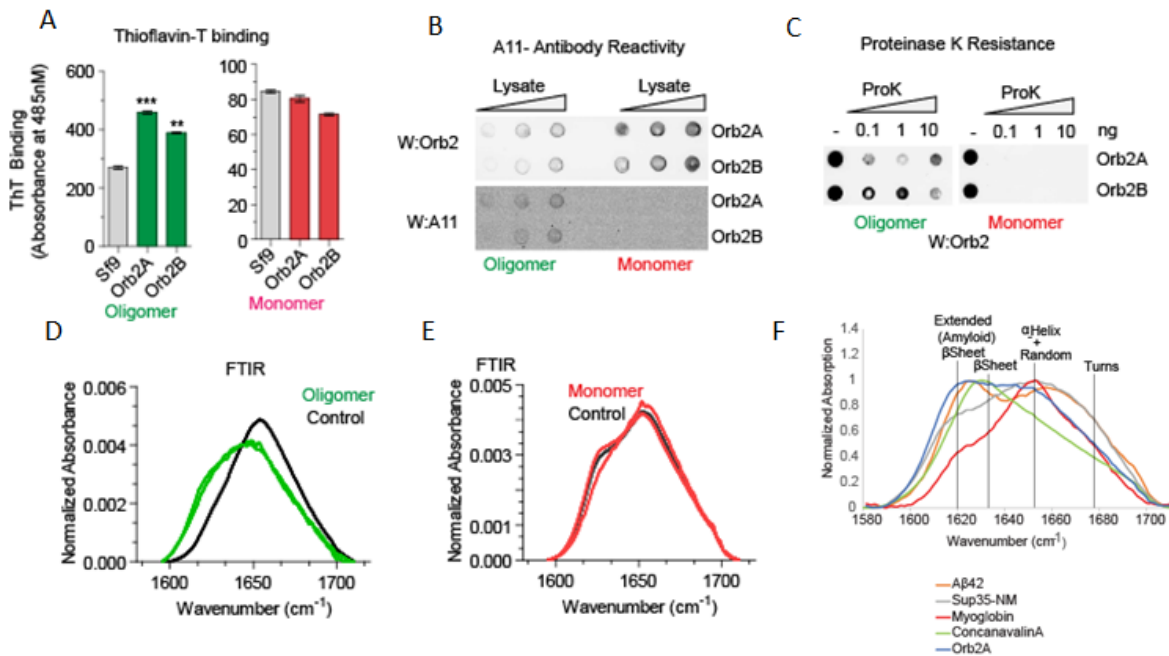 A
Thioflavin-T binding
ThT Binding
(Abosorbance at 485nM)
600
400
200
0
Sf9
Orb2A
Orb2B
***
**
Oligomer
100
80
60
40
20
0
Sf9
Orb2A
Orb2B
Monomer
B
A11- Antibody Reactivity
Lysate
Lysate
W:Orb2
Orb2A
Orb2B
W:A11
Orb2A
Orb2B
Oligomer
Monomer
C
Proteinase K Resistance
ProK
ProK
- 0.1 1 10 - 0.1 1 10 ng
Orb2A
Orb2B
Oligomer
Monomer
W:Orb2
D
FTIR
Oligomer
Control
Normalized Absorbance
0.006
0.004
0.002
0.000
1600 1650 1700
Wavenumber (cm-1)
E
FTIR
Monomer
Control
Normalized Absorbance
0.005
0.003
0.001
0.000
1600 1650 1700
Wavenumber (cm-1)
F
Extended
(Amyloid)
βSheet
βSheet
α_Helix
+
Random
Turns
Normalized Absorption
1.4
1.2
1
0.8
0.6
0.4
0.2
0
1580 1600 1620 1640 1660 1680 1700
Wavenumber (cm-1)
Aβ42
Sup35-NM
Myoglobin
ConcanavalinA
Orb2A